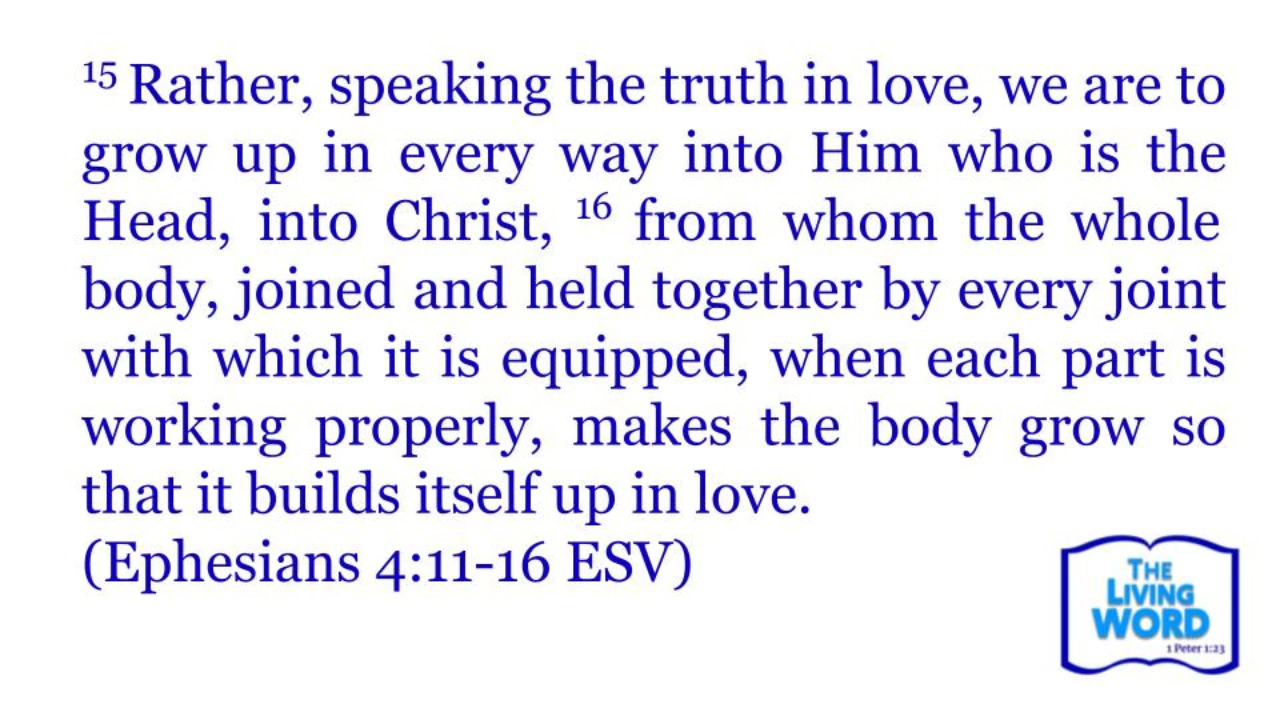 15 Rather, speaking the truth in love, we are to
grow up in every way into Him who is the
Head, into Christ, 16 from whom the whole
body, joined and held together by every joint
with which it is equipped, when each part is
working properly, makes the body grow so
that it builds itself up in love.
(Ephesians 4:11-16 ESV)
THE
LIVING
WORD
1 Peter 1:23